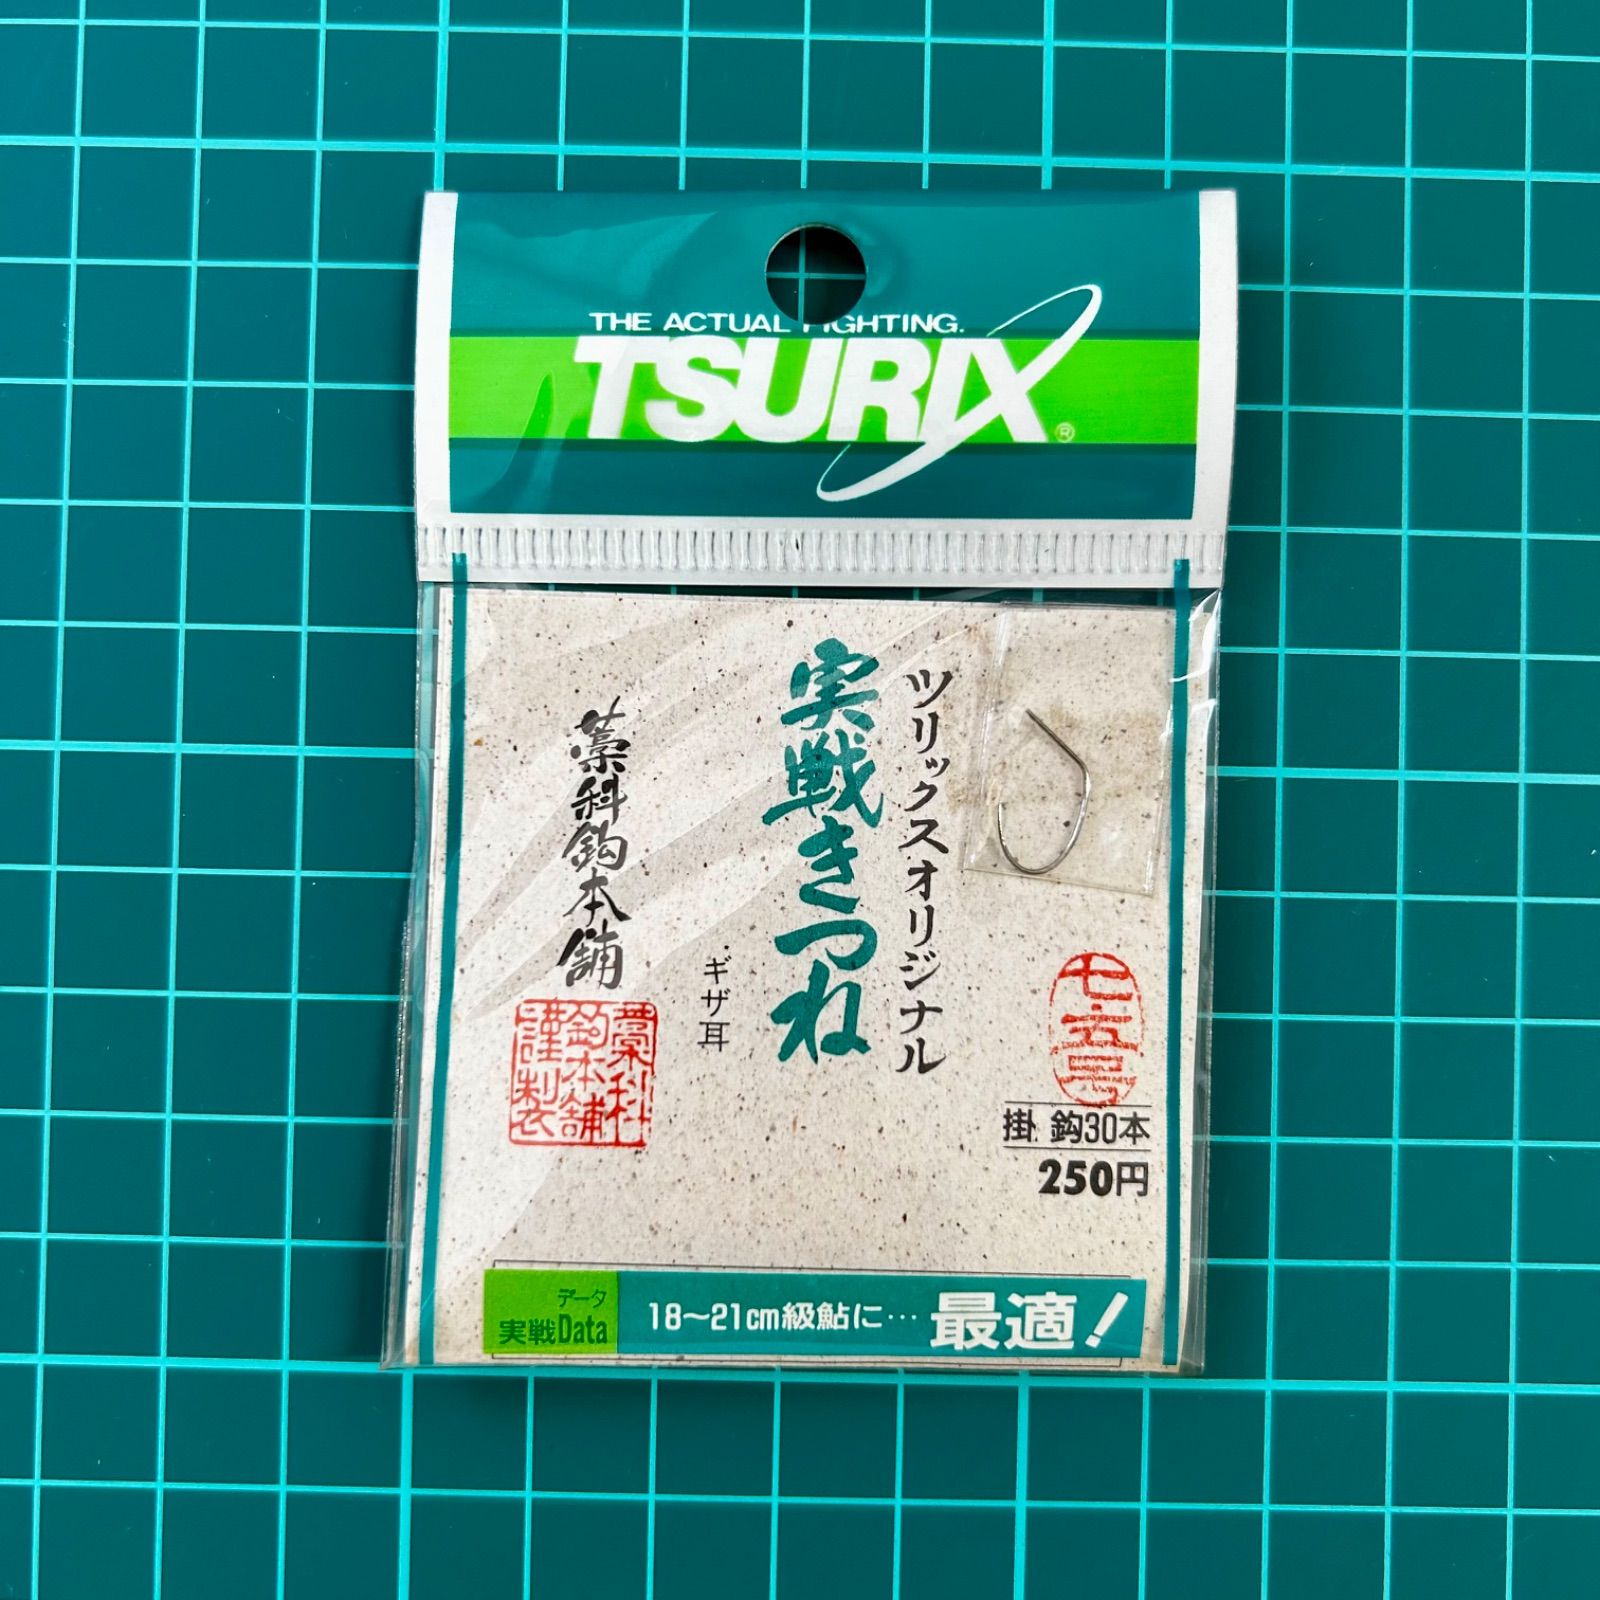 THE ACTUAL FIGHTING.
TSURIX®
ツリックスオリジナル
実戦きつね
ギザ耳
藁科鈎本舗
藁科
鈎本舗
謹製
七・五号
掛鈎30本
250円
データ
実戦Data
18〜21cm級鮎に…最適！